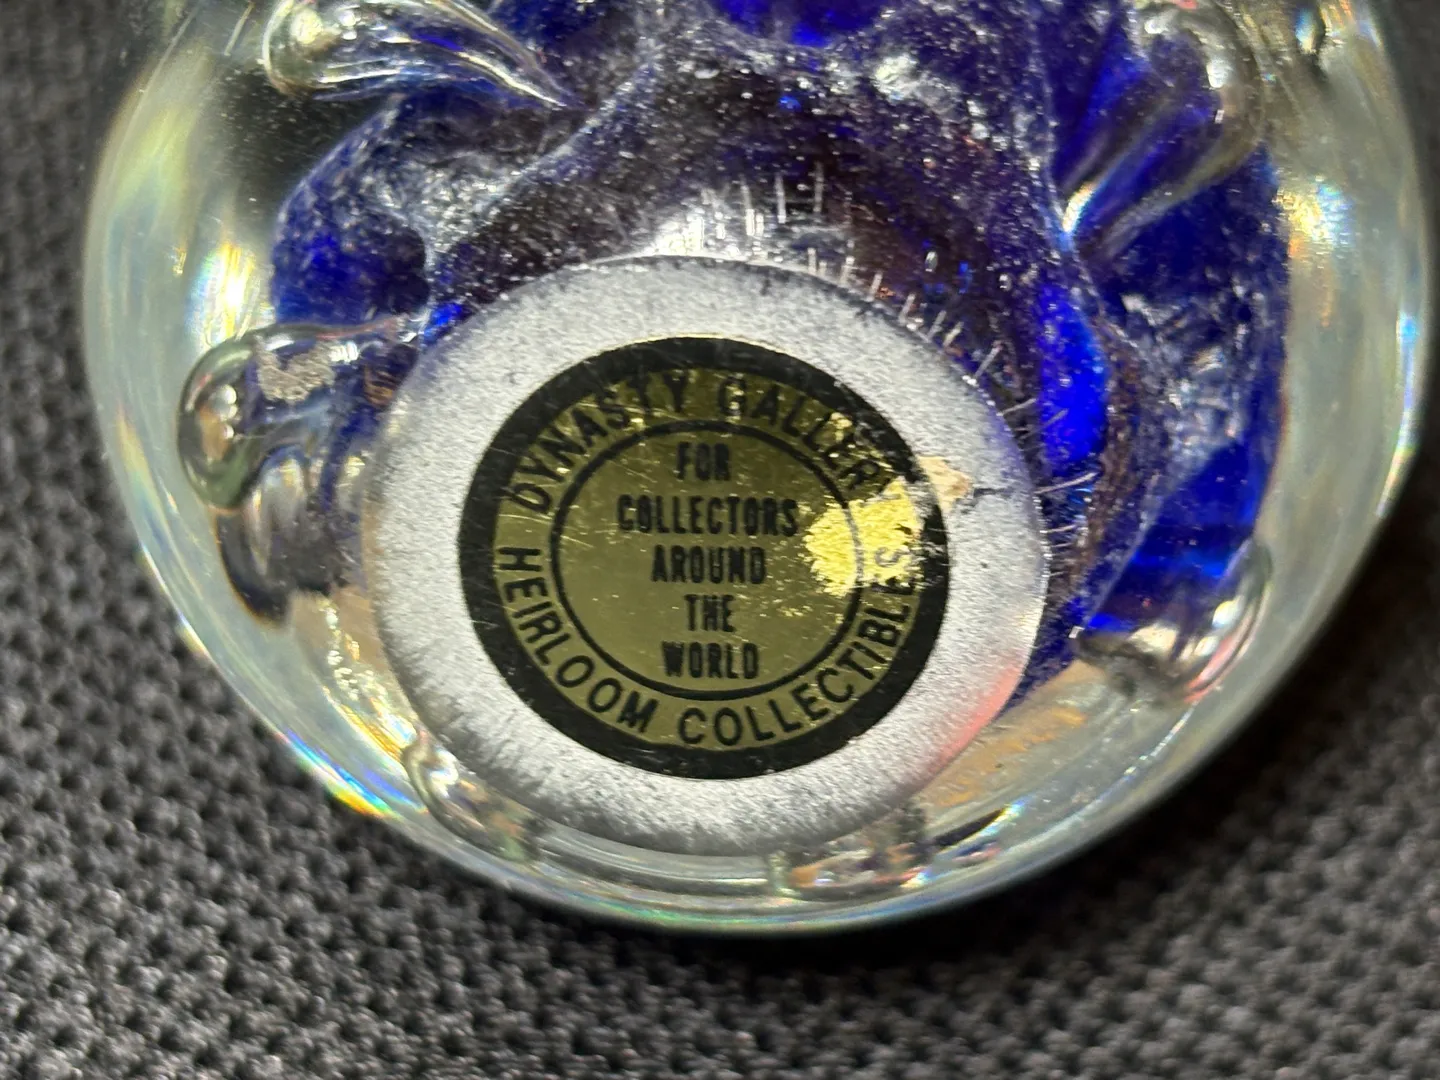 DYNASTY GALLERY
FOR
COLLECTORS
AROUND
THE
WORLD
HEIRLOOM COLLECTIBLES